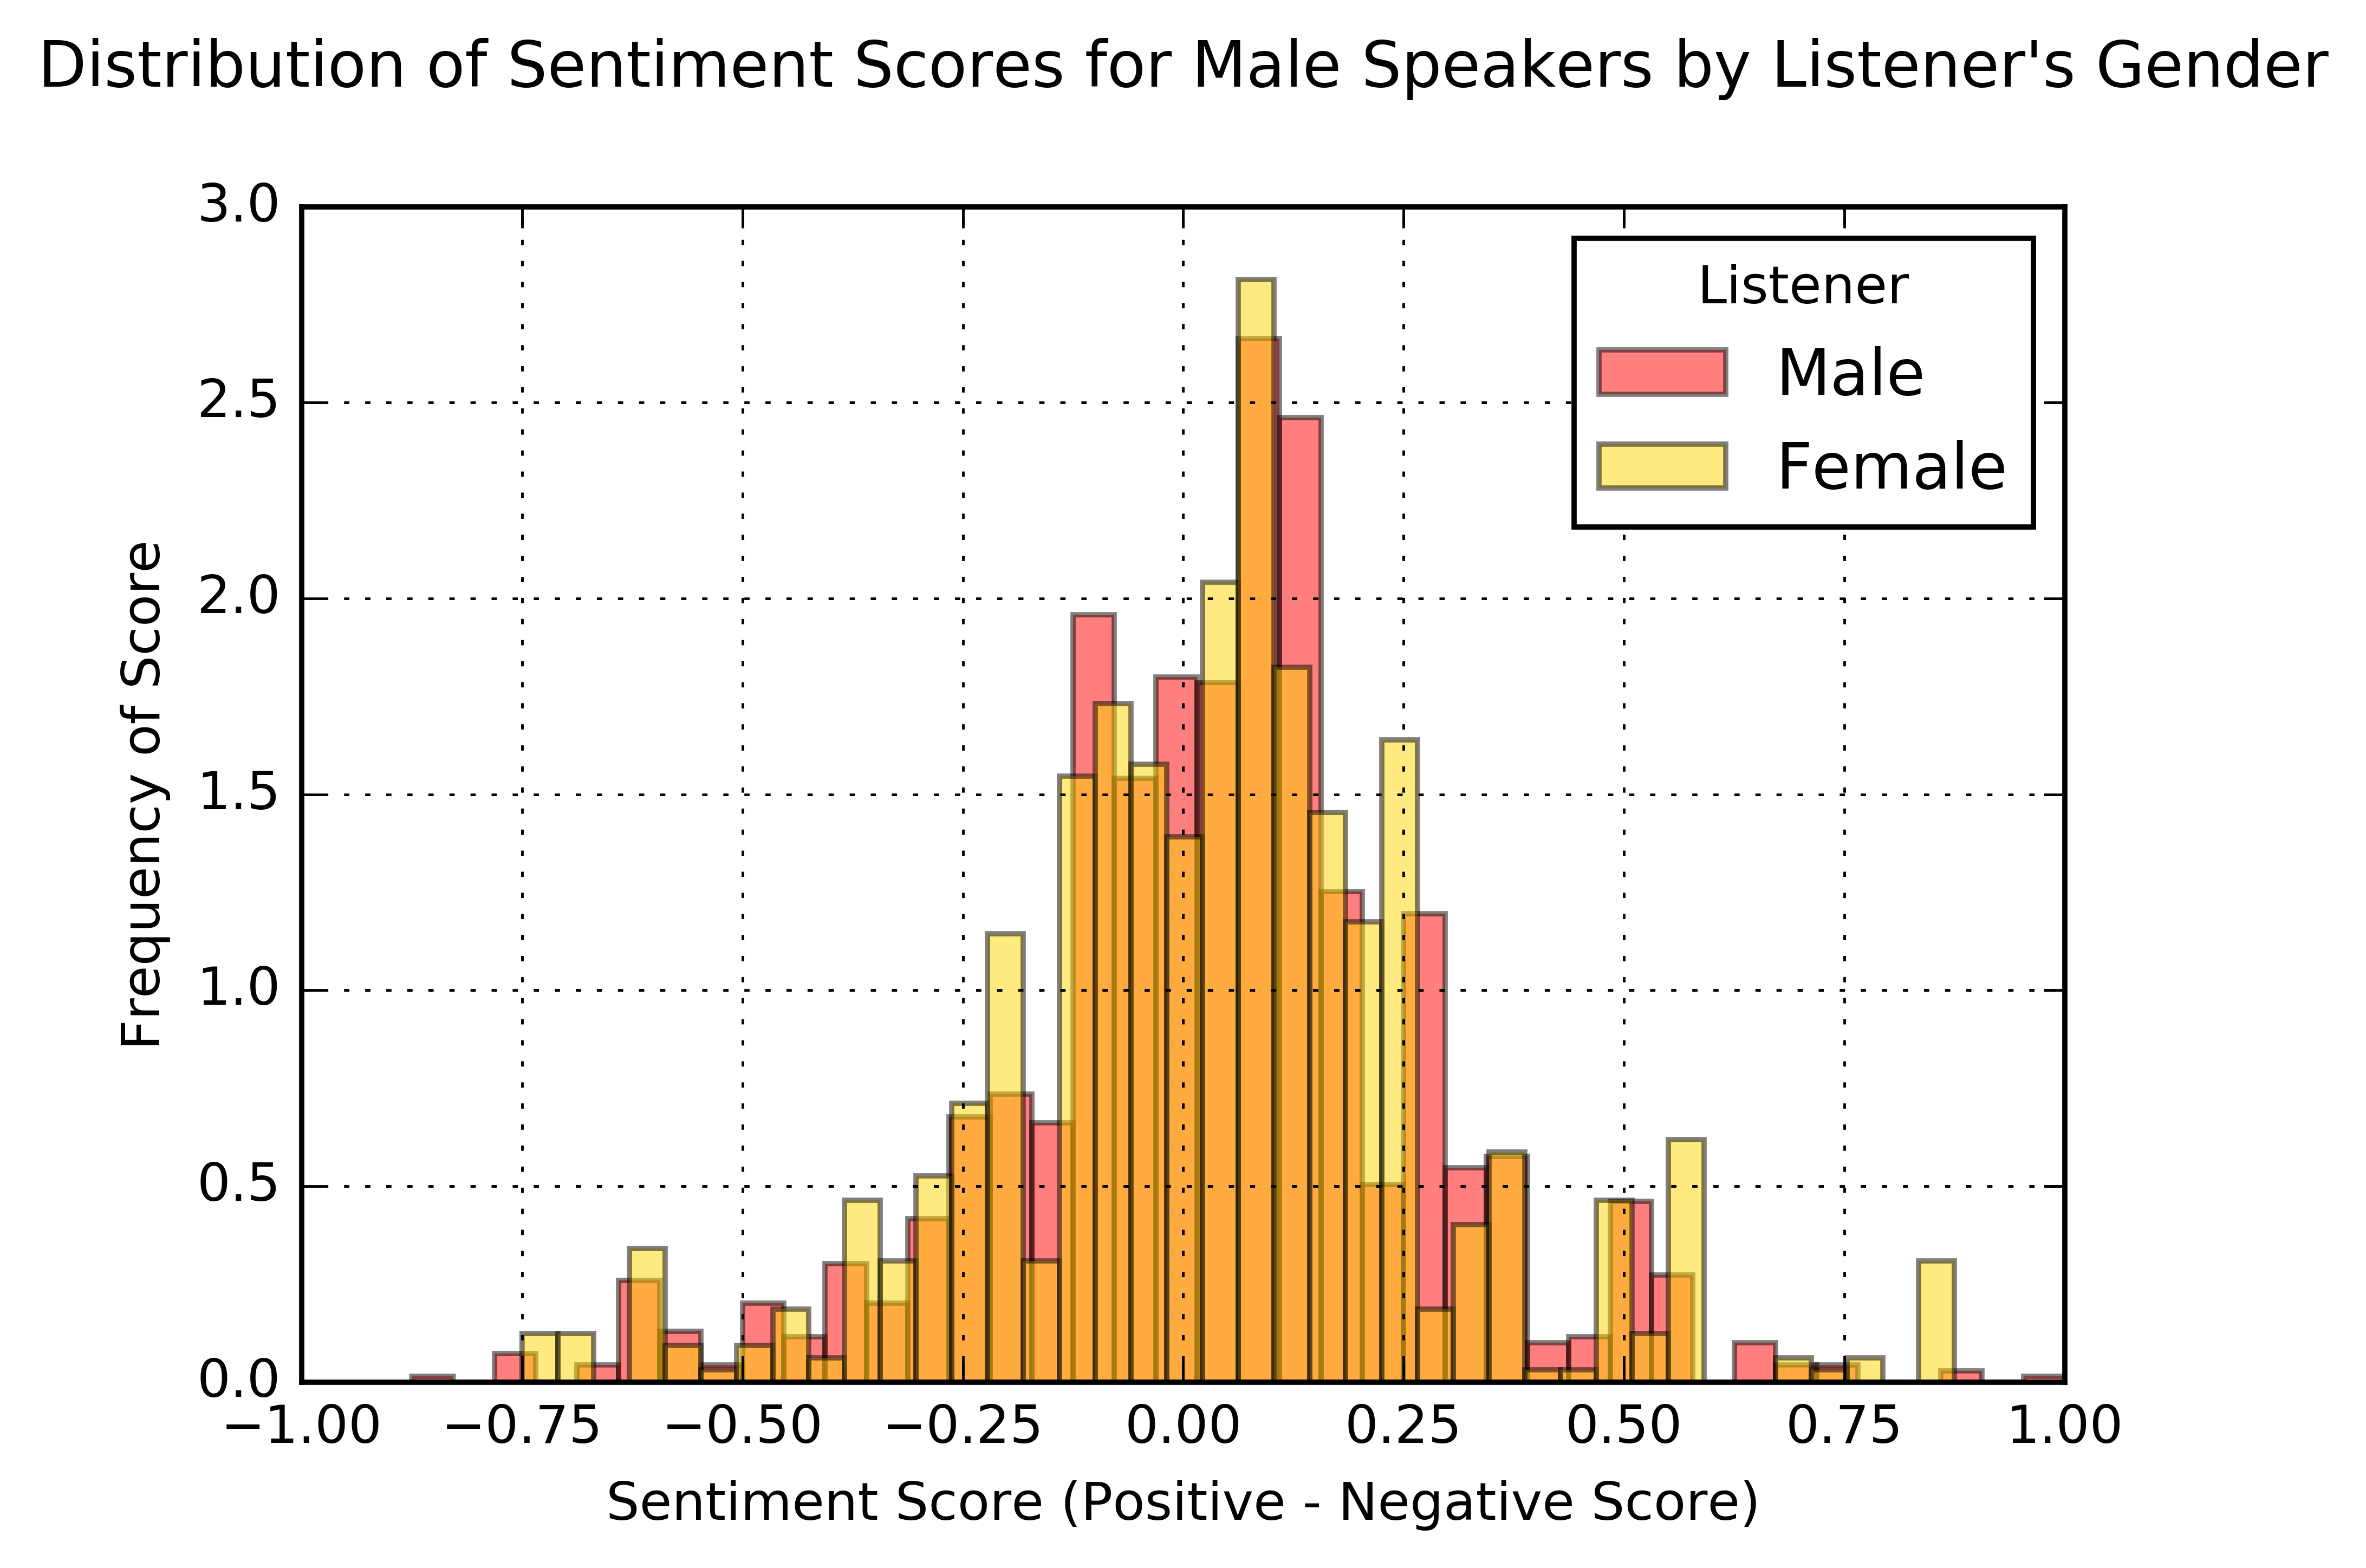 Distribution of Sentiment Scores for Male Speakers by Listener's Gender
3.0
2.5
2.0
1.5
1.0
0.5
0.0
Frequency of Score
Listener
Male
Female
−1.00 −0.75 −0.50 −0.25 0.00 0.25 0.50 0.75 1.00
Sentiment Score (Positive - Negative Score)